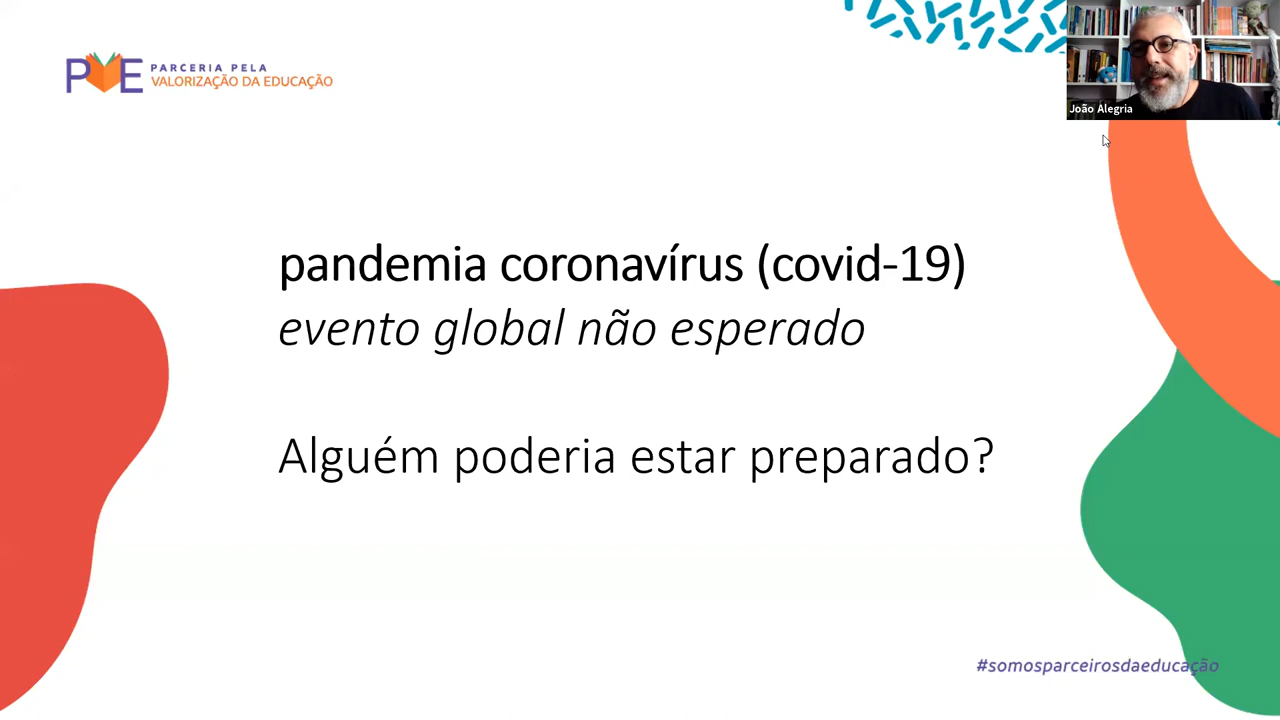 PVE PARCERIA PELA
VALORIZAÇÃO DA EDUCAÇÃO
João Alegria
pandemia coronavírus (covid-19)
evento global não esperado
Alguém poderia estar preparado?
#somosparceirosdaeducação